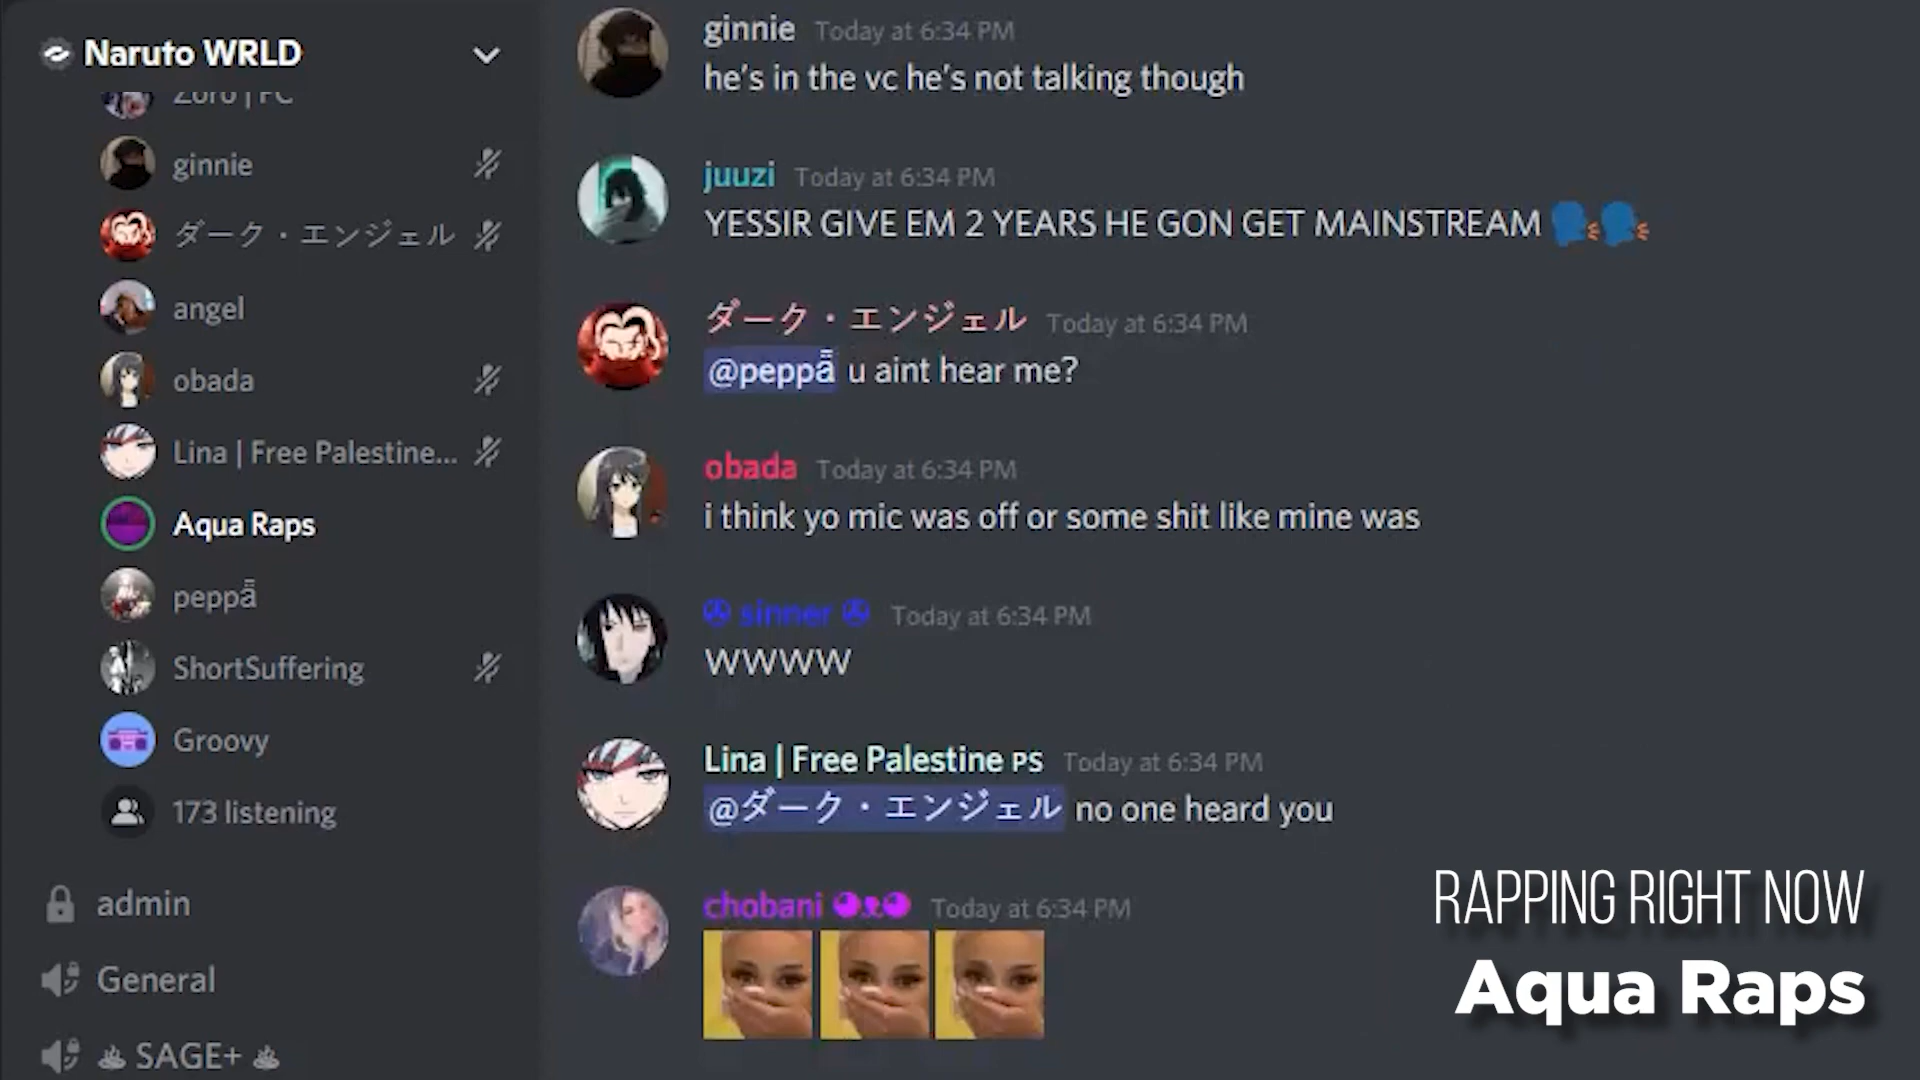 Naruto WRLD
Zoro | FC
ginnie
ダーク・エンジェル
angel
obada
Lina | Free Palestine...
Aqua Raps
peppā̈
ShortSuffering
Groovy
173 listening
admin
General
SAGE+
ginnie Today at 6:34 PM
he's in the vc he's not talking though
juuzi Today at 6:34 PM
YESSIR GIVE EM 2 YEARS HE GON GET MAINSTREAM
ダーク・エンジェル Today at 6:34 PM
@peppā̈ u aint hear me?
obada Today at 6:34 PM
i think yo mic was off or some shit like mine was
sinner Today at 6:34 PM
WWWW
Lina | Free Palestine PS Today at 6:34 PM
@ダーク・エンジェル no one heard you
chobani Today at 6:34 PM
RAPPING RIGHT NOW
Aqua Raps